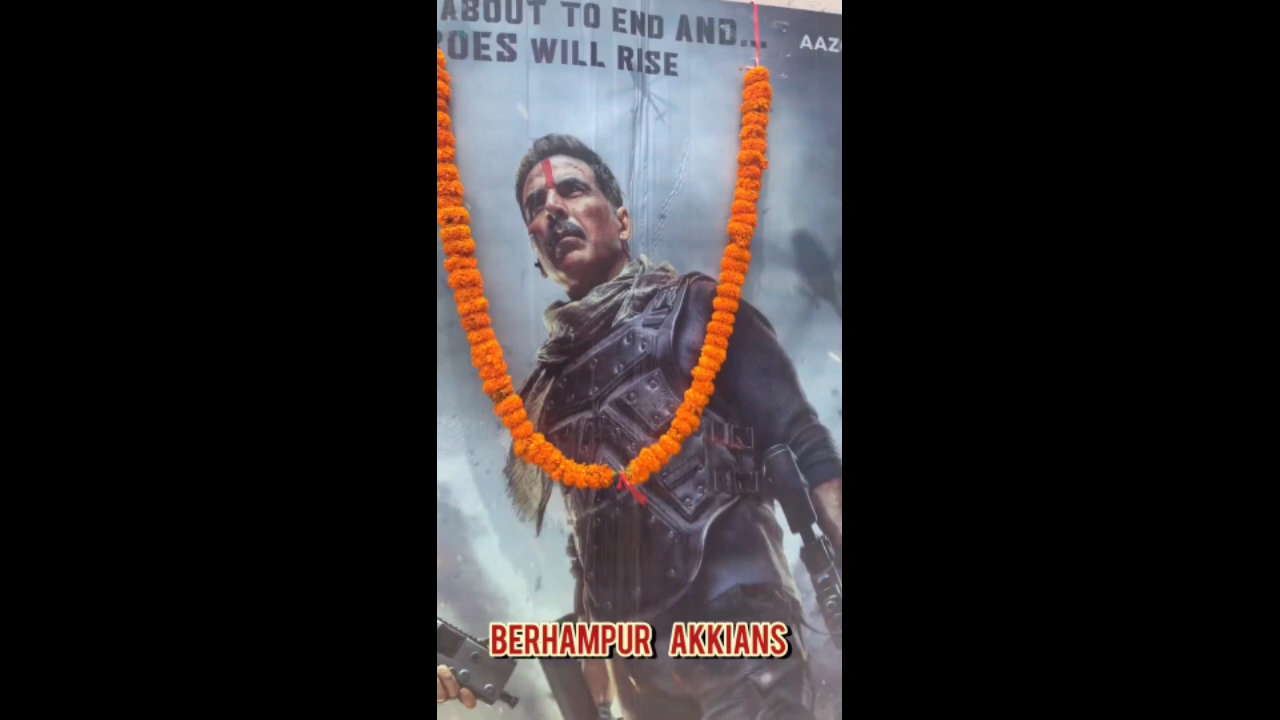 ABOUT TO END AND...
OES WILL RISE
AAZ
BERHAMPUR AKKIANS